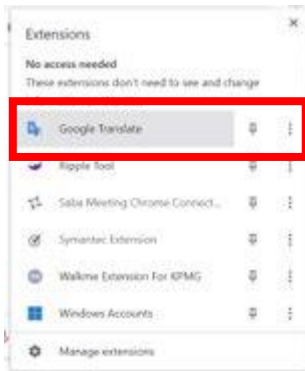 Extensions
No access needed
These extensions don't need to see and change
Google Translate
Ripple Tool
Saba Meeting Chrome Connect...
Symantec Extension
Walkme Extension For KPMG
Windows Accounts
Manage extensions